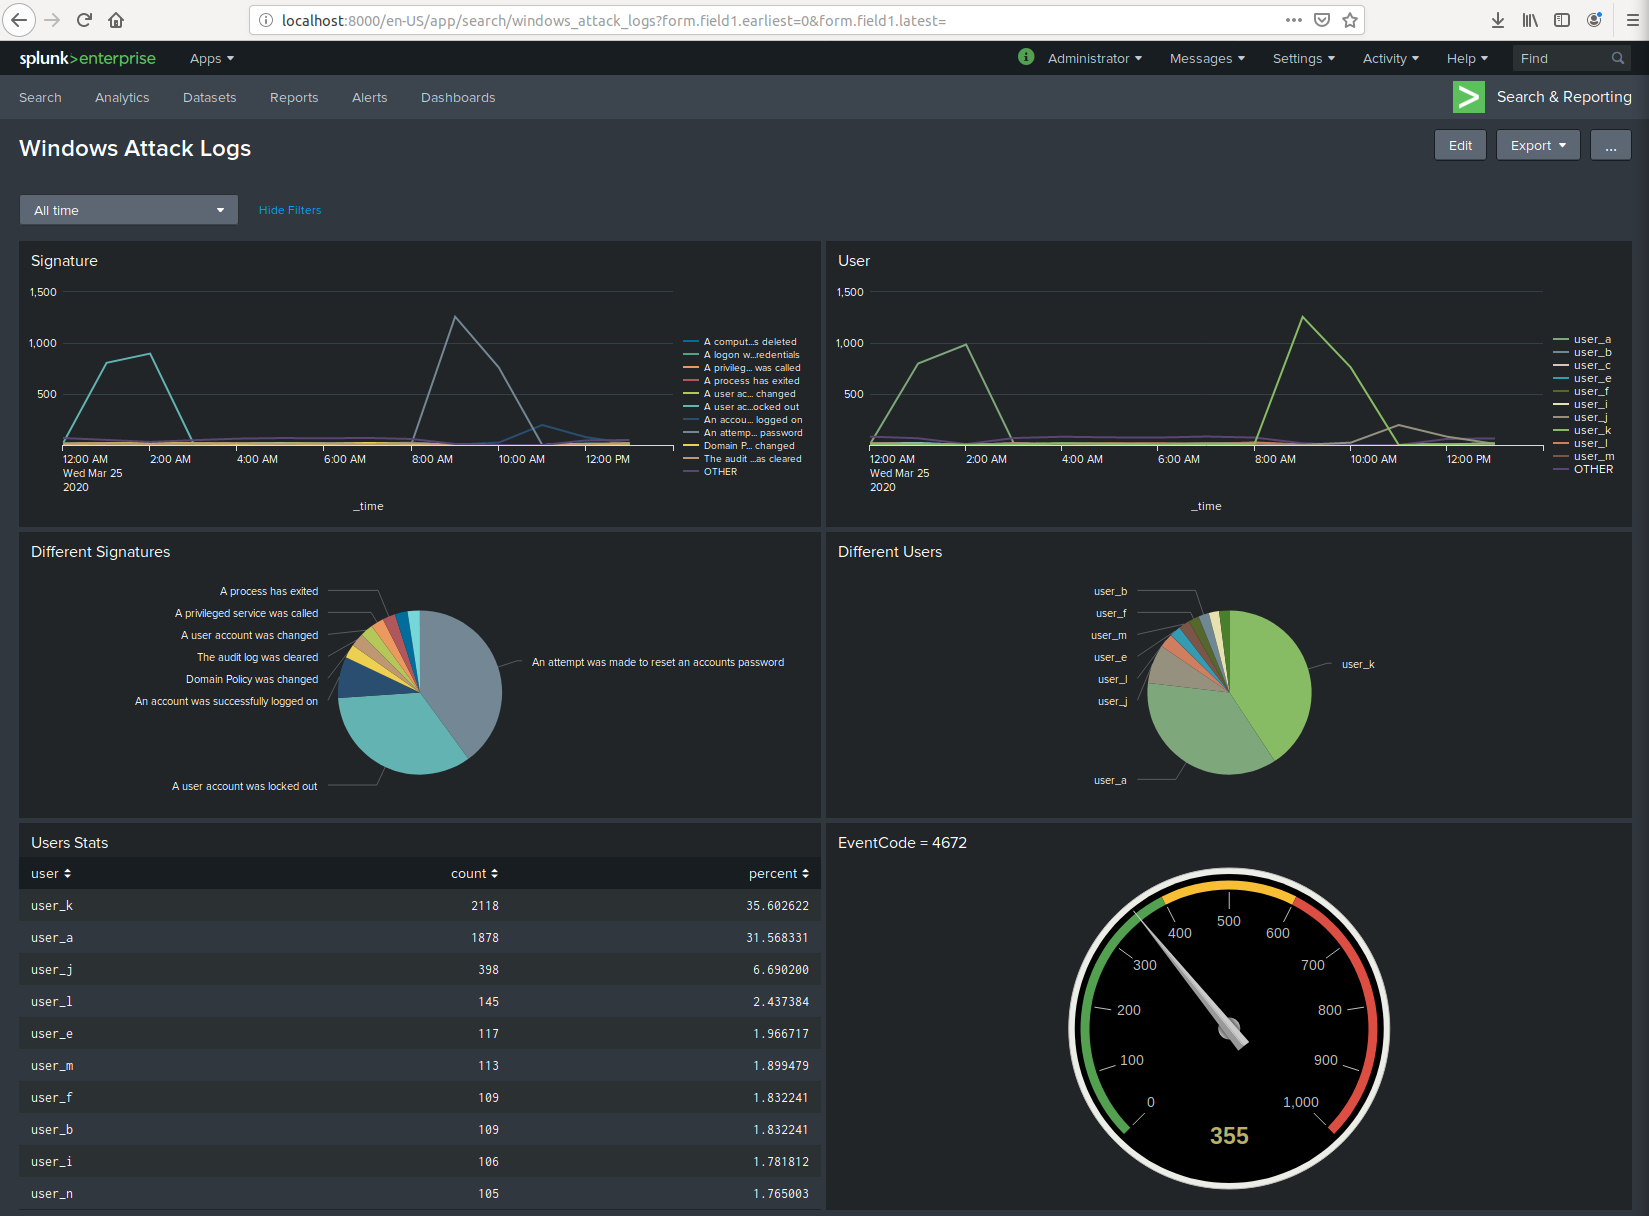 localhost:8000/en-US/app/search/windows_attack_logs?form.field1.earliest=0&form.field1.latest=
splunk>enterprise Apps Administrator Messages Settings Activity Help Find
Search Analytics Datasets Reports Alerts Dashboards Search & Reporting
Windows Attack Logs
Edit Export ...
All time Hide Filters
Signature
1,500
1,000
500
12:00 AM 2:00 AM 4:00 AM 6:00 AM 8:00 AM 10:00 AM 12:00 PM
Wed Mar 25
2020
_time
A comput...s deleted
A logon w...redentials
A privileg... was called
A process has exited
A user ac... changed
A user ac...ocked out
An accou... logged on
An attemp... password
Domain P... changed
The audit ...as cleared
OTHER
User
1,500
1,000
500
12:00 AM 2:00 AM 4:00 AM 6:00 AM 8:00 AM 10:00 AM 12:00 PM
Wed Mar 25
2020
_time
user_a
user_b
user_c
user_e
user_f
user_i
user_j
user_k
user_l
user_m
OTHER
Different Signatures
A process has exited
A privileged service was called
A user account was changed
The audit log was cleared
Domain Policy was changed
An account was successfully logged on
A user account was locked out
An attempt was made to reset an accounts password
Different Users
user_b
user_f
user_m
user_e
user_l
user_j
user_a
user_k
Users Stats
user count percent
user_k 2118 35.602622
user_a 1878 31.568331
user_j 398 6.690200
user_l 145 2.437384
user_e 117 1.966717
user_m 113 1.899479
user_f 109 1.832241
user_b 109 1.832241
user_i 106 1.781812
user_n 105 1.765003
EventCode = 4672
0
100
200
300
400
500
600
700
800
900
1,000
355